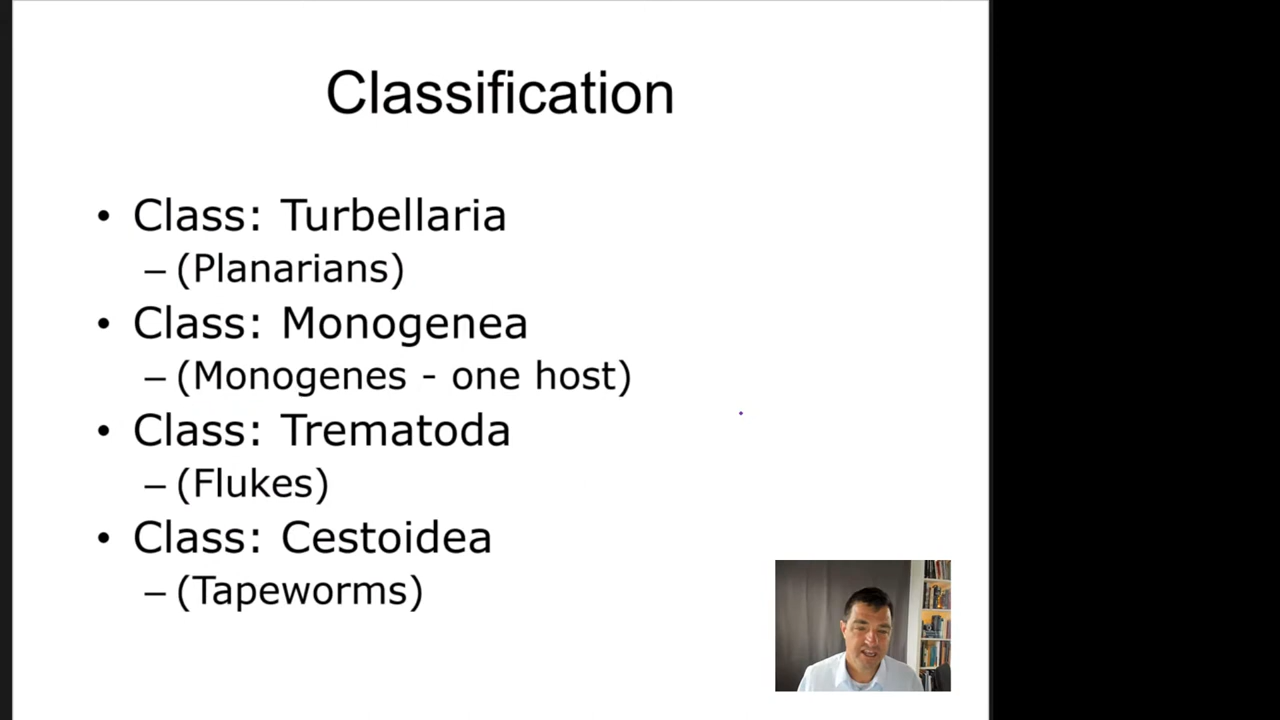 Classification
• Class: Turbellaria
– (Planarians)
• Class: Monogenea
– (Monogenes - one host)
• Class: Trematoda
– (Flukes)
• Class: Cestoidea
– (Tapeworms)